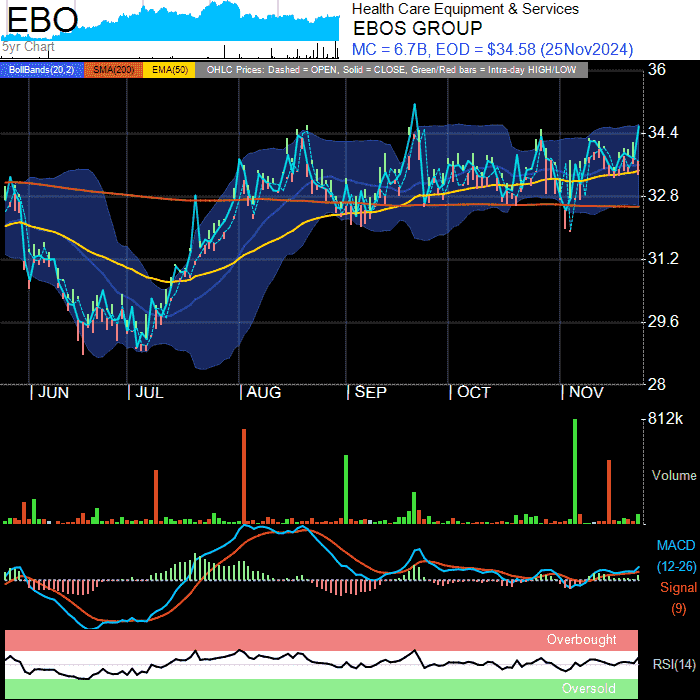 EBO
5yr Chart
Health Care Equipment & Services
EBOS GROUP
MC = 6.7B, EOD = $34.58 (25Nov2024)
BollBands(20,2) SMA(200) EMA(50) OHLC Prices: Dashed = OPEN, Solid = CLOSE, Green/Red bars = Intra-day HIGH/LOW
36
34.4
32.8
31.2
29.6
28
| JUN | JUL | AUG | SEP | OCT | NOV
812k
Volume
MACD
(12-26)
Signal
(9)
Overbought
RSI(14)
Oversold